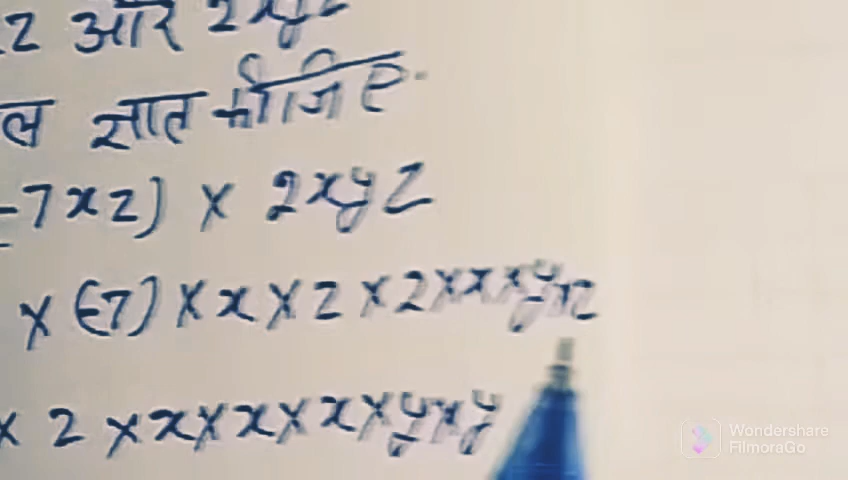 z और 2xyz
ल ज्ञात कीजिए
-7xz) × 2xyz
× (-7) × x × z × 2 × x × y × z
× 2 × x × x × x × y × y
Wondershare
FilmoraGo